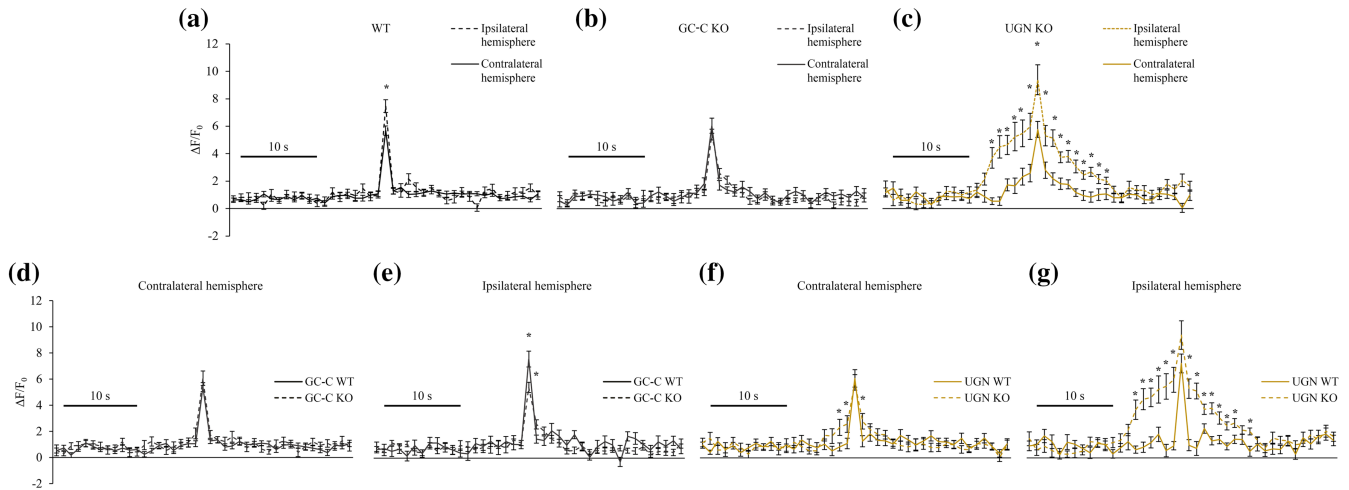 (a)
WT
Ipsilateral
hemisphere
Contralateral
hemisphere
*
ΔF/F0
12
10
8
6
4
2
0
-2
10 s
(b)
GC-C KO
Ipsilateral
hemisphere
Contralateral
hemisphere
10 s
(c)
UGN KO
Ipsilateral
hemisphere
Contralateral
hemisphere
* * * * * * * * * * * * * * * *
10 s
(d)
Contralateral hemisphere
ΔF/F0
12
10
8
6
4
2
0
-2
10 s
GC-C WT
GC-C KO
(e)
Ipsilateral hemisphere
* *
10 s
GC-C WT
GC-C KO
(f)
Contralateral hemisphere
* * *
10 s
UGN WT
UGN KO
(g)
Ipsilateral hemisphere
* * * * * * * * * * * * * * *
10 s
UGN WT
UGN KO